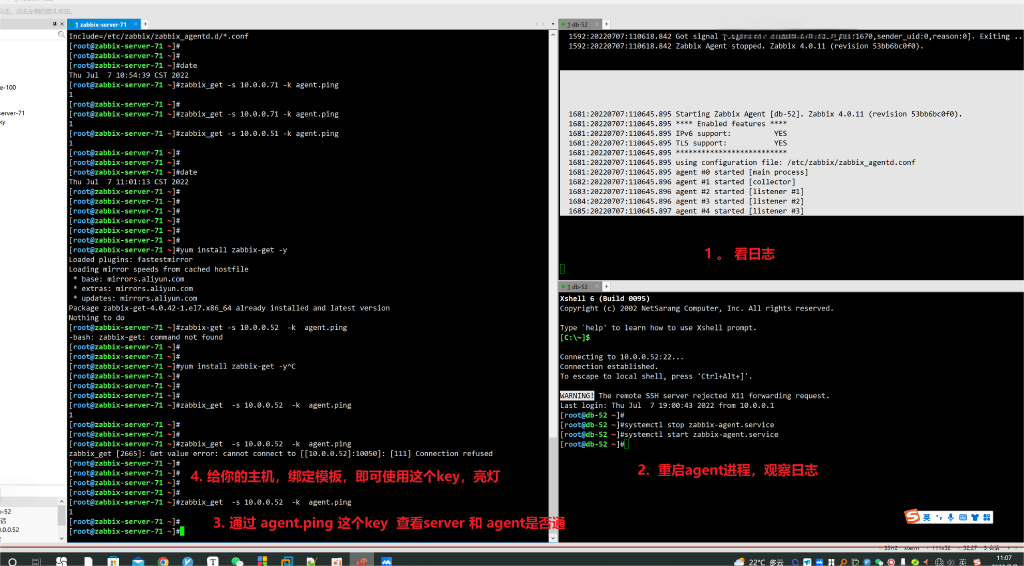 1 zabbix-server-71
Include=/etc/zabbix/zabbix_agentd.d/*.conf
[root@zabbix-server-71 ~]#
[root@zabbix-server-71 ~]#
[root@zabbix-server-71 ~]#date
Thu Jul  7 10:54:39 CST 2022
[root@zabbix-server-71 ~]#zabbix_get -s 10.0.0.71 -k agent.ping
1
[root@zabbix-server-71 ~]#
[root@zabbix-server-71 ~]#zabbix_get -s 10.0.0.71 -k agent.ping
1
[root@zabbix-server-71 ~]#zabbix_get -s 10.0.0.51 -k agent.ping
1
[root@zabbix-server-71 ~]#
[root@zabbix-server-71 ~]#
[root@zabbix-server-71 ~]#date
Thu Jul  7 11:01:13 CST 2022
[root@zabbix-server-71 ~]#
[root@zabbix-server-71 ~]#
[root@zabbix-server-71 ~]#
[root@zabbix-server-71 ~]#
[root@zabbix-server-71 ~]#
[root@zabbix-server-71 ~]#
[root@zabbix-server-71 ~]#yum install zabbix-get -y
Loaded plugins: fastestmirror
Loading mirror speeds from cached hostfile
 * base: mirrors.aliyun.com
 * extras: mirrors.aliyun.com
 * updates: mirrors.aliyun.com
Package zabbix-get-4.0.42-1.el7.x86_64 already installed and latest version
Nothing to do
[root@zabbix-server-71 ~]#zabbix-get -s 10.0.0.52  -k  agent.ping
-bash: zabbix-get: command not found
[root@zabbix-server-71 ~]#
[root@zabbix-server-71 ~]#
[root@zabbix-server-71 ~]#yum install zabbix-get -y^C
[root@zabbix-server-71 ~]#
[root@zabbix-server-71 ~]#
[root@zabbix-server-71 ~]#
[root@zabbix-server-71 ~]#zabbix_get  -s 10.0.0.52  -k  agent.ping
1
[root@zabbix-server-71 ~]#
[root@zabbix-server-71 ~]#
[root@zabbix-server-71 ~]#zabbix_get  -s 10.0.0.52  -k  agent.ping
zabbix_get [2665]: Get value error: cannot connect to [[10.0.0.52]:10050]: [111] Connection refused
[root@zabbix-server-71 ~]#
[root@zabbix-server-71 ~]#
[root@zabbix-server-71 ~]#
[root@zabbix-server-71 ~]#
4. 给你的主机，绑定模板，即可使用这个key，亮灯
[root@zabbix-server-71 ~]#zabbix_get  -s 10.0.0.52  -k  agent.ping
1
[root@zabbix-server-71 ~]#
[root@zabbix-server-71 ~]#
3. 通过 agent.ping 这个key  查看server 和 agent是否通
1 db-52
1592:20220707:110618.842 Got signal
1670,sender_uid:0,reason:0]. Exiting ..
1592:20220707:110618.842 Zabbix Agent stopped. Zabbix 4.0.11 (revision 53bb6bc0f0).
1681:20220707:110645.895 Starting Zabbix Agent [db-52]. Zabbix 4.0.11 (revision 53bb6bc0f0).
1681:20220707:110645.895 **** Enabled features ****
1681:20220707:110645.895 IPv6 support:          YES
1681:20220707:110645.895 TLS support:           YES
1681:20220707:110645.895 **************************
1681:20220707:110645.895 using configuration file: /etc/zabbix/zabbix_agentd.conf
1681:20220707:110645.895 agent #0 started [main process]
1682:20220707:110645.896 agent #1 started [collector]
1683:20220707:110645.896 agent #2 started [listener #1]
1684:20220707:110645.896 agent #3 started [listener #2]
1685:20220707:110645.897 agent #4 started [listener #3]
1 。 看日志
1 db-52
Xshell 6 (Build 0095)
Copyright (c) 2002 NetSarang Computer, Inc. All rights reserved.
Type `help' to learn how to use Xshell prompt.
[C:\~]$
Connecting to 10.0.0.52:22...
Connection established.
To escape to local shell, press 'Ctrl+Alt+]'.
WARNING! The remote SSH server rejected X11 forwarding request.
Last login: Thu Jul  7 19:00:43 2022 from 10.0.0.1
[root@db-52 ~]#
[root@db-52 ~]#systemctl stop zabbix-agent.service
[root@db-52 ~]#systemctl start zabbix-agent.service
[root@db-52 ~]#
2. 重启agent进程，观察日志
英
22°C 多云
英
11:07